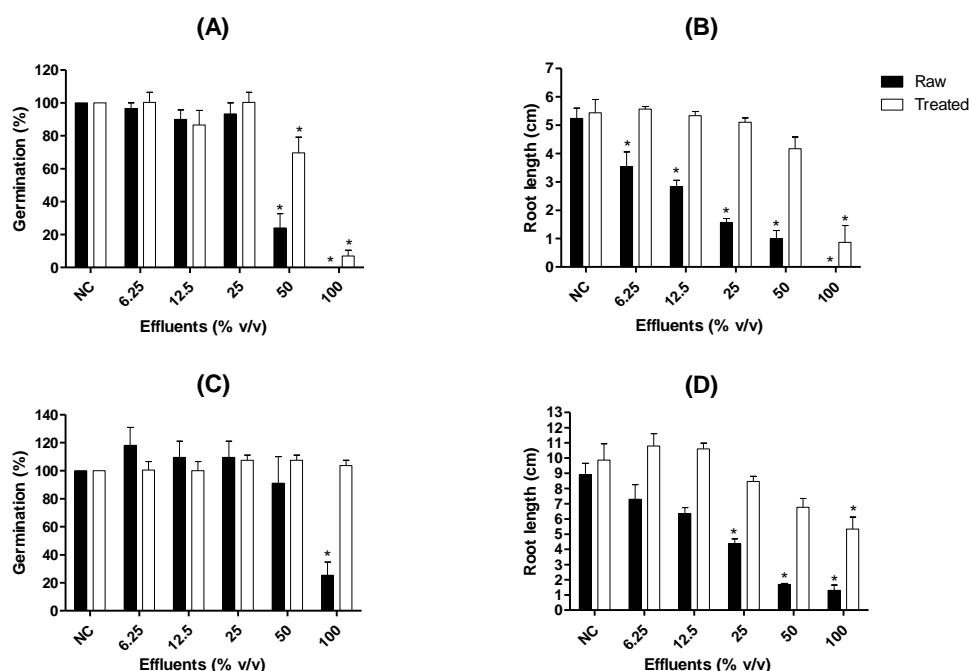 (A)
Germination (%)
120
100
80
60
40
20
0
* * * *
NC 6.25 12.5 25 50 100
Effluents (% v/v)
(B)
Root length (cm)
7
6
5
4
3
2
1
0
* * * * * *
NC 6.25 12.5 25 50 100
Effluents (% v/v)
Raw
Treated
(C)
Germination (%)
140
120
100
80
60
40
20
0
*
NC 6.25 12.5 25 50 100
Effluents (% v/v)
(D)
Root length (cm)
13
12
11
10
9
8
7
6
5
4
3
2
1
0
* * * *
NC 6.25 12.5 25 50 100
Effluents (% v/v)